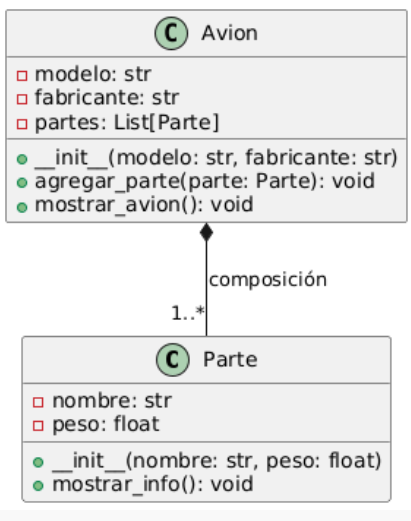 C Avion
modelo: str
fabricante: str
partes: List[Parte]
__init__(modelo: str, fabricante: str)
agregar_parte(parte: Parte): void
mostrar_avion(): void
composición
1..*
C Parte
nombre: str
peso: float
__init__(nombre: str, peso: float)
mostrar_info(): void